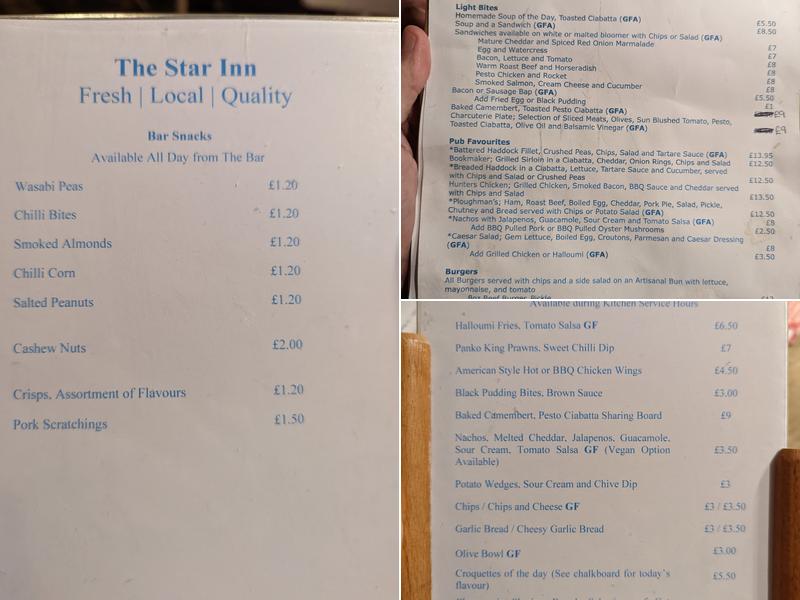 The Star Inn
Fresh | Local | Quality
Bar Snacks
Available All Day from The Bar
Wasabi Peas £1.20
Chilli Bites £1.20
Smoked Almonds £1.20
Chilli Corn £1.20
Salted Peanuts £1.20
Cashew Nuts £2.00
Crisps, Assortment of Flavours £1.20
Pork Scratchings £1.50
Light Bites
Homemade Soup of the Day, Toasted Ciabatta (GFA) £5.50
Soup and a Sandwich (GFA) £8.50
Sandwiches available on white or malted bloomer with Chips or Salad (GFA)
Mature Cheddar and Spiced Red Onion Marmalade £7
Egg and Watercress £7
Bacon, Lettuce and Tomato £8
Warm Roast Beef and Horseradish £8
Pesto Chicken and Rocket £8
Smoked Salmon, Cream Cheese and Cucumber £8
Bacon or Sausage Bap (GFA) £5.50
Add Fried Egg or Black Pudding £1
Baked Camembert, Toasted Pesto Ciabatta (GFA) £9
Charcuterie Plate; Selection of Sliced Meats, Olives, Sun Blushed Tomato, Pesto,
Toasted Ciabatta, Olive Oil and Balsamic Vinegar (GFA) £9
Pub Favourites
*Battered Haddock Fillet, Crushed Peas, Chips, Salad and Tartare Sauce (GFA) £13.95
Bookmaker; Grilled Sirloin in a Ciabatta, Cheddar, Onion Rings, Chips and Salad £12.50
*Breaded Haddock in a Ciabatta, Lettuce, Tartare Sauce and Cucumber, served
with Chips and Salad or Crushed Peas £12.50
Hunters Chicken; Grilled Chicken, Smoked Bacon, BBQ Sauce and Cheddar served
with Chips and Salad £13.50
*Ploughman's; Ham, Roast Beef, Boiled Egg, Cheddar, Pork Pie, Salad, Pickle,
Chutney and Bread served with Chips or Potato Salad (GFA) £12.50
*Nachos with Jalapenos, Guacamole, Sour Cream and Tomato Salsa (GFA) £8
Add BBQ Pulled Pork or BBQ Pulled Oyster Mushrooms £2.50
*Caesar Salad; Gem Lettuce, Boiled Egg, Croutons, Parmesan and Caesar Dressing
(GFA) £8
Add Grilled Chicken or Halloumi (GFA) £3.50
Burgers
All Burgers served with chips and a side salad on an Artisanal Bun with lettuce,
mayonnaise, and tomato
8oz Beef Burger, Pickle
Available during Kitchen Service Hours
Halloumi Fries, Tomato Salsa GF £6.50
Panko King Prawns, Sweet Chilli Dip £7
American Style Hot or BBQ Chicken Wings £4.50
Black Pudding Bites, Brown Sauce £3.00
Baked Camembert, Pesto Ciabatta Sharing Board £9
Nachos, Melted Cheddar, Jalapenos, Guacamole,
Sour Cream, Tomato Salsa GF (Vegan Option £3.50
Available)
Potato Wedges, Sour Cream and Chive Dip £3
Chips / Chips and Cheese GF £3 / £3.50
Garlic Bread / Cheesy Garlic Bread £3 / £3.50
Olive Bowl GF £3.00
Croquettes of the day (See chalkboard for today's £5.50
flavour)